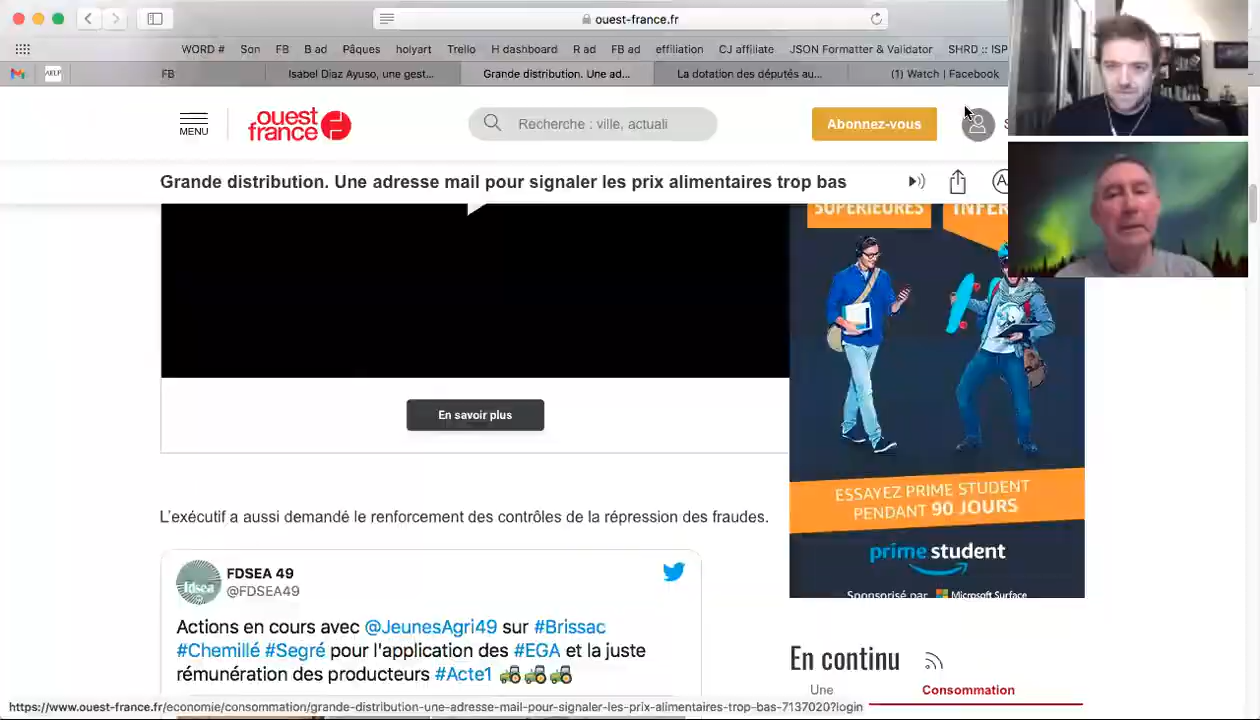 ouest-france.fr
WORD # Son FB B ad Pâques holyart Trello H dashboard R ad FB ad effiliation CJ affiliate JSON Formatter & Validator SHRD :: ISP
AELF FB Isabel Diaz Ayuso, une gest... Grande distribution. Une ad... La dotation des députés au... (1) Watch | Facebook
MENU
ouest
france
Recherche : ville, actuali
Abonnez-vous
Grande distribution. Une adresse mail pour signaler les prix alimentaires trop bas
SUPÉRIEURES
En savoir plus
ESSAYEZ PRIME STUDENT
PENDANT 90 JOURS
prime student
Sponsorisé par Microsoft Surface
L'exécutif a aussi demandé le renforcement des contrôles de la répression des fraudes.
fdsea
FDSEA 49
@FDSEA49
Actions en cours avec @JeunesAgri49 sur #Brissac
#Chemillé #Segré pour l'application des #EGA et la juste
rémunération des producteurs #Acte1
En continu
Une Consommation
https://www.ouest-france.fr/economie/consommation/grande-distribution-une-adresse-mail-pour-signaler-les-prix-alimentaires-trop-bas-7137020?login